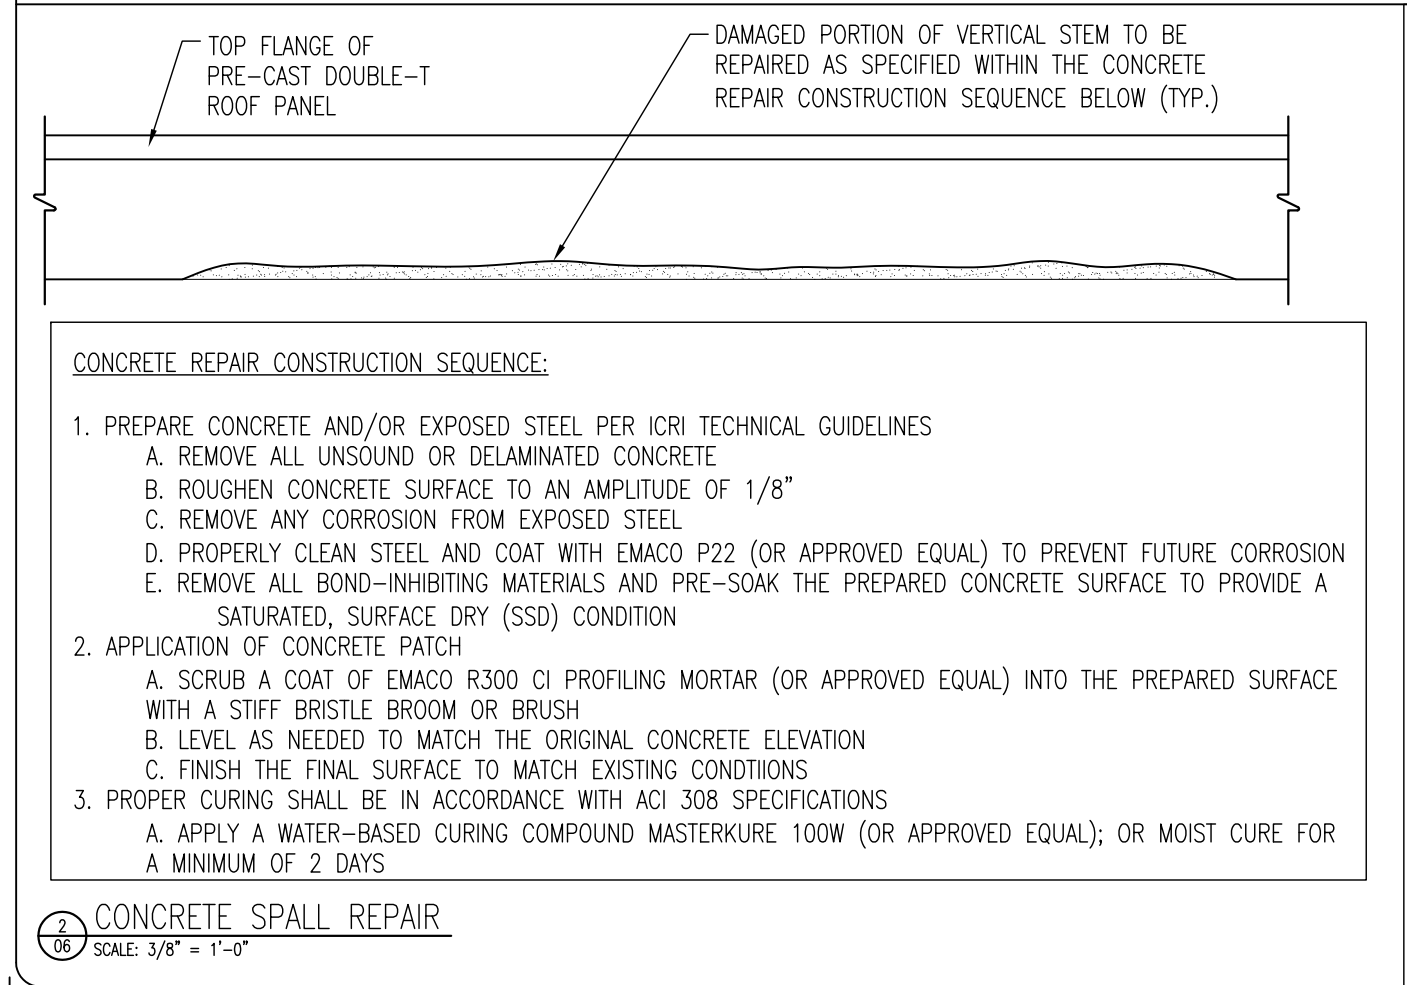 TOP FLANGE OF
PRE-CAST DOUBLE-T
ROOF PANEL
DAMAGED PORTION OF VERTICAL STEM TO BE
REPAIRED AS SPECIFIED WITHIN THE CONCRETE
REPAIR CONSTRUCTION SEQUENCE BELOW (TYP.)
CONCRETE REPAIR CONSTRUCTION SEQUENCE:
1. PREPARE CONCRETE AND/OR EXPOSED STEEL PER ICRI TECHNICAL GUIDELINES
A. REMOVE ALL UNSOUND OR DELAMINATED CONCRETE
B. ROUGHEN CONCRETE SURFACE TO AN AMPLITUDE OF 1/8"
C. REMOVE ANY CORROSION FROM EXPOSED STEEL
D. PROPERLY CLEAN STEEL AND COAT WITH EMACO P22 (OR APPROVED EQUAL) TO PREVENT FUTURE CORROSION
E. REMOVE ALL BOND-INHIBITING MATERIALS AND PRE-SOAK THE PREPARED CONCRETE SURFACE TO PROVIDE A
SATURATED, SURFACE DRY (SSD) CONDITION
2. APPLICATION OF CONCRETE PATCH
A. SCRUB A COAT OF EMACO R300 CI PROFILING MORTAR (OR APPROVED EQUAL) INTO THE PREPARED SURFACE
WITH A STIFF BRISTLE BROOM OR BRUSH
B. LEVEL AS NEEDED TO MATCH THE ORIGINAL CONCRETE ELEVATION
C. FINISH THE FINAL SURFACE TO MATCH EXISTING CONDTIIONS
3. PROPER CURING SHALL BE IN ACCORDANCE WITH ACI 308 SPECIFICATIONS
A. APPLY A WATER-BASED CURING COMPOUND MASTERKURE 100W (OR APPROVED EQUAL); OR MOIST CURE FOR
A MINIMUM OF 2 DAYS
2
06
CONCRETE SPALL REPAIR
SCALE: 3/8" = 1'-0"